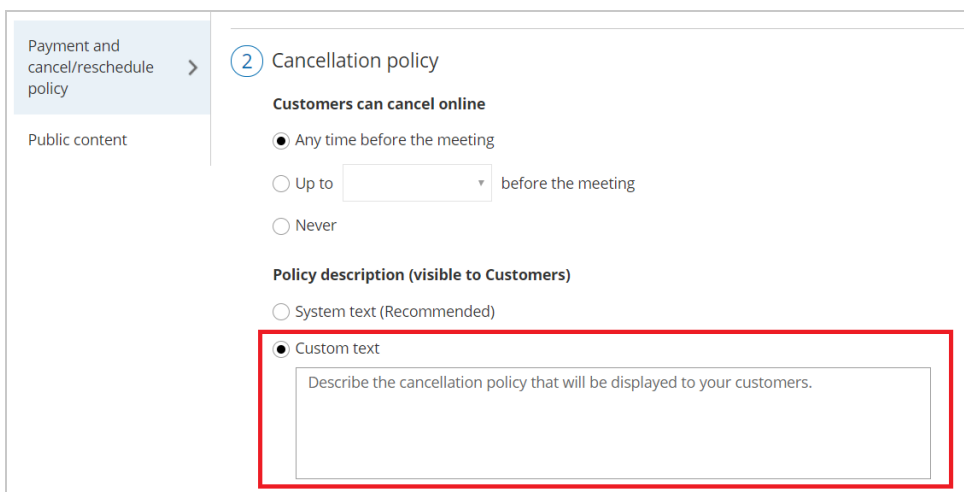 Payment and
cancel/reschedule
policy
Public content
2 Cancellation policy
Customers can cancel online
Any time before the meeting
Up to before the meeting
Never
Policy description (visible to Customers)
System text (Recommended)
Custom text
Describe the cancellation policy that will be displayed to your customers.